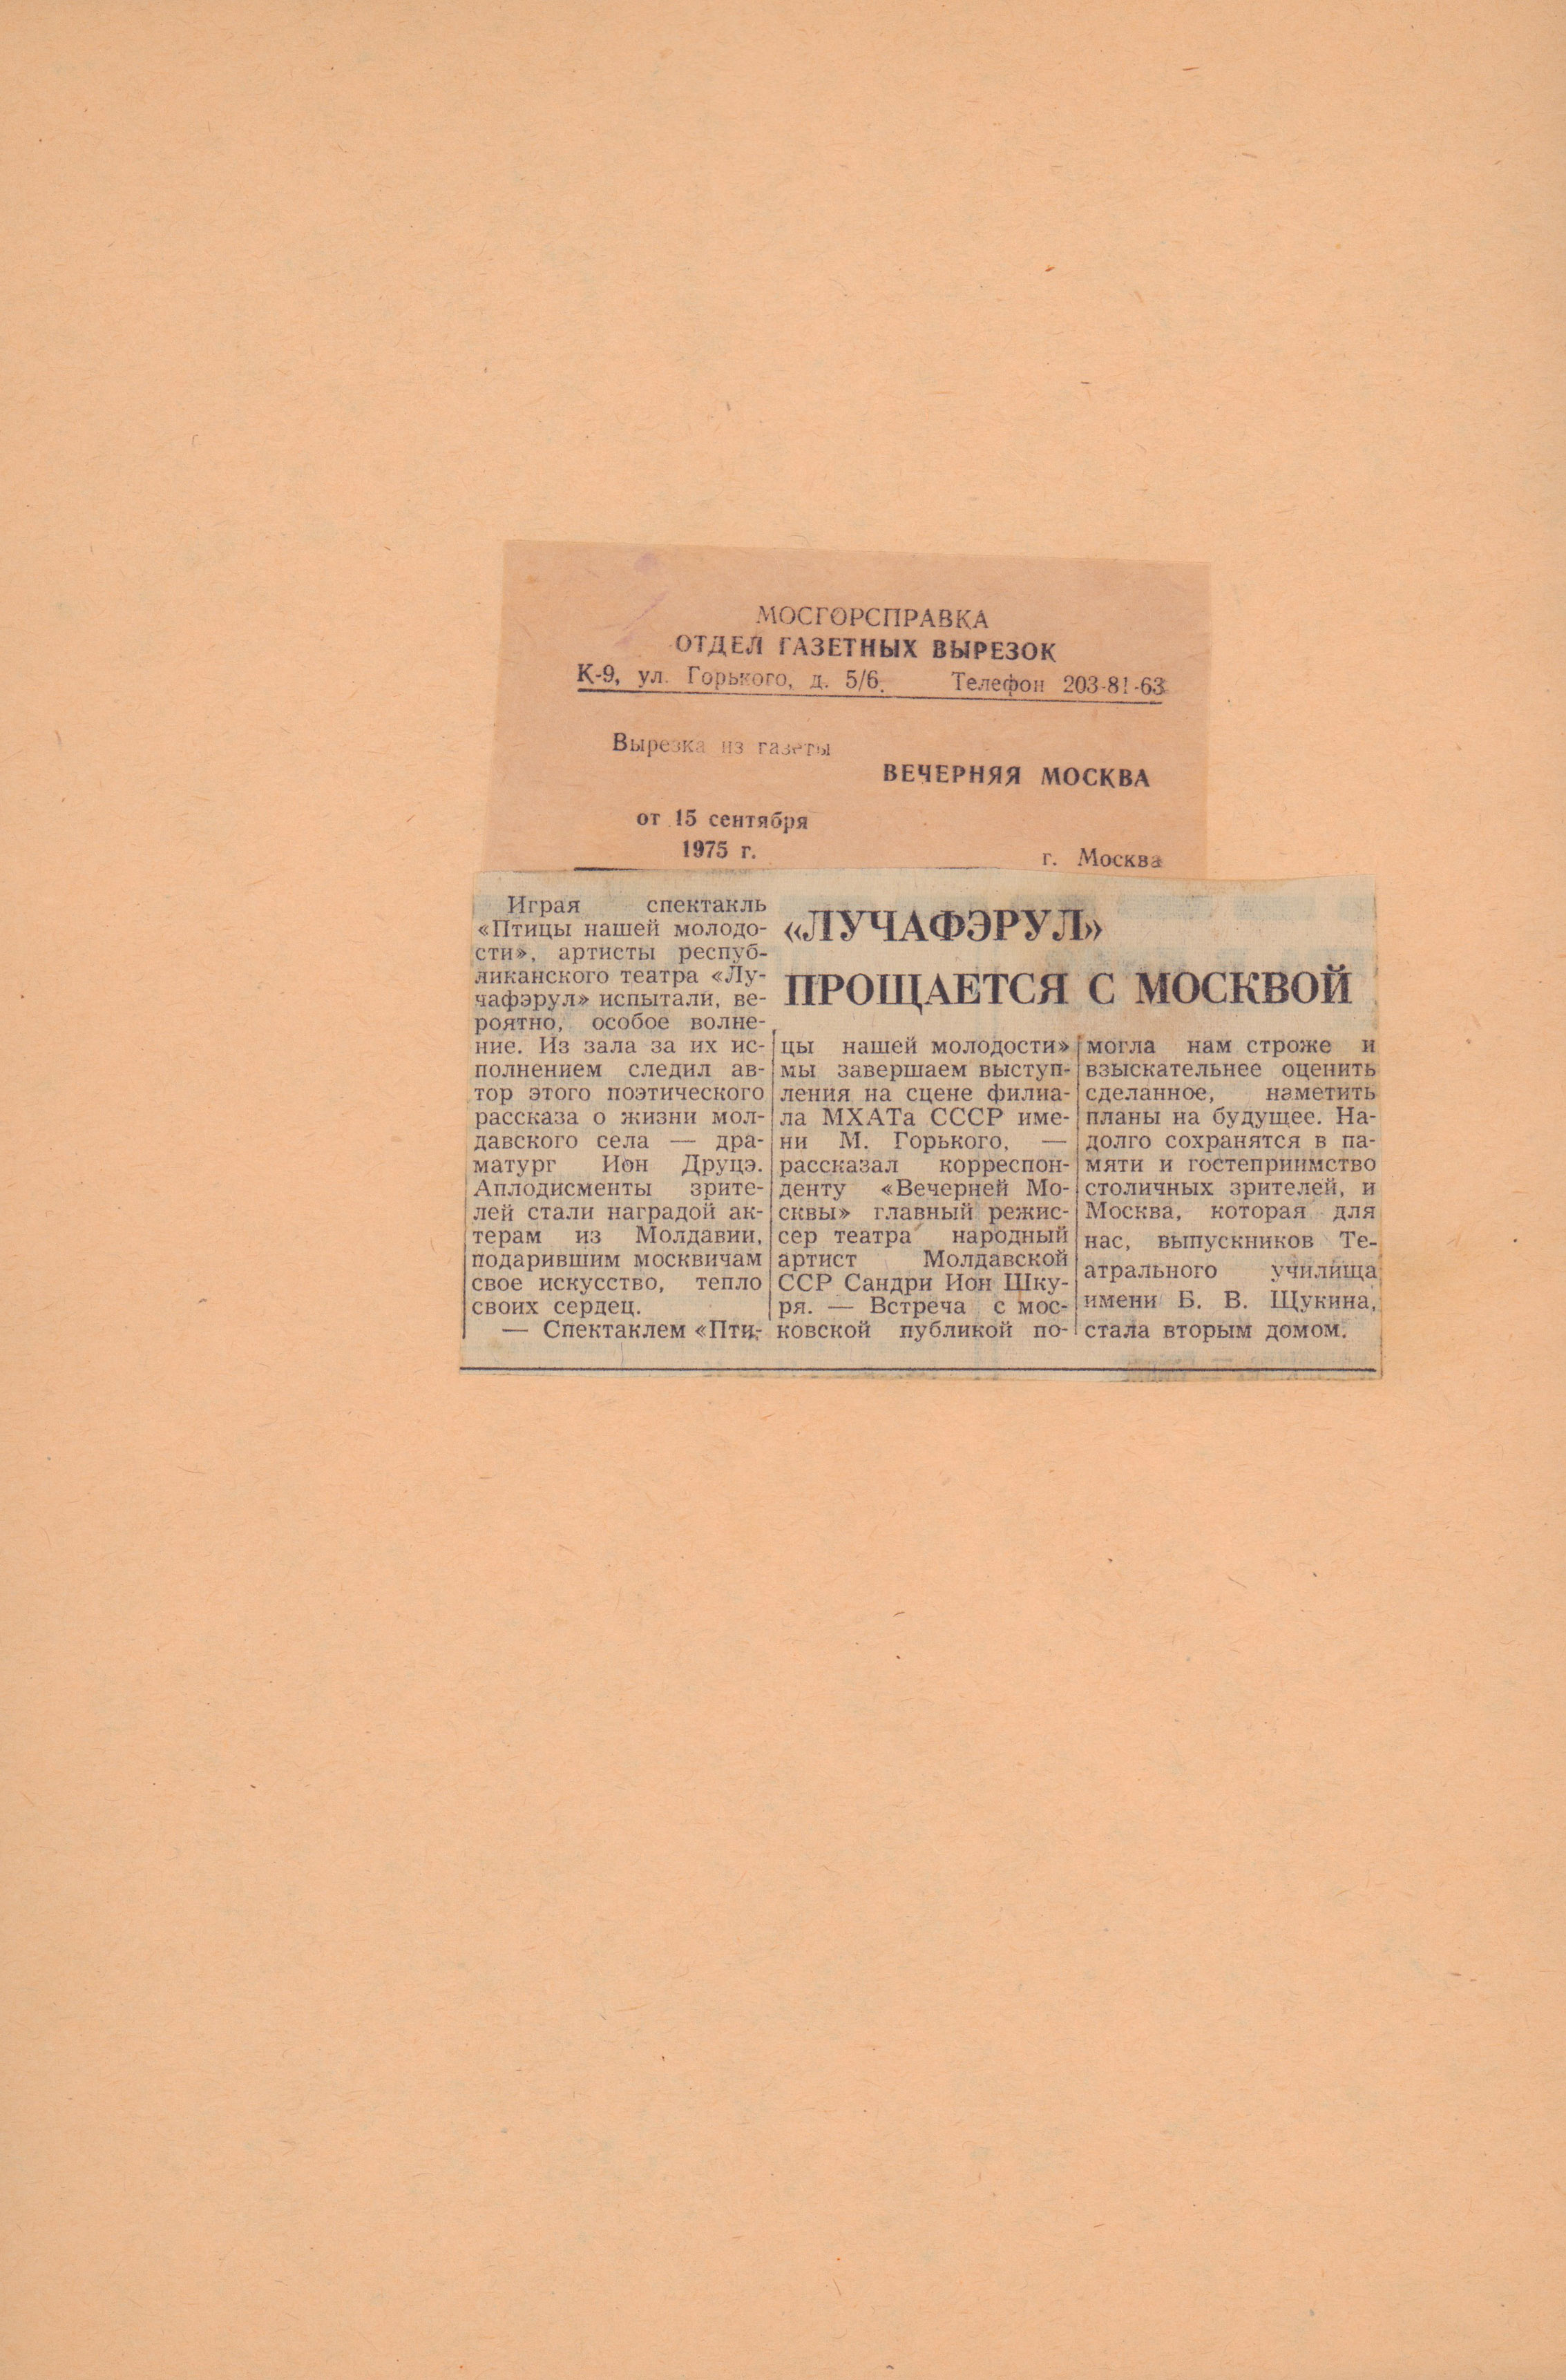 МОСГОРСПРАВКА
ОТДЕЛ ГАЗЕТНЫХ ВЫРЕЗОК
К-9, ул. Горького, д. 5/6. Телефон 203-81-63
Вырезка из газеты
ВЕЧЕРНЯЯ МОСКВА
от 15 сентября
1975 г.
г. Москва
«ЛУЧАФЭРУЛ»
ПРОЩАЕТСЯ С МОСКВОЙ
Играя спектакль
«Птицы нашей молодо-
сти», артисты респуб-
ликанского театра «Лу-
чафэрул» испытали, ве-
роятно, особое волне-
ние. Из зала за их ис-
полнением следил ав-
тор этого поэтического
рассказа о жизни мол-
давского села — дра-
матург Ион Друцэ.
Аплодисменты зрите-
лей стали наградой ак-
терам из Молдавии,
подарившим москвичам
свое искусство, тепло
своих сердец.
— Спектаклем «Пти-
цы нашей молодости»
мы завершаем выступ-
ления на сцене филиа-
ла МХАТа СССР име-
ни М. Горького, —
рассказал корреспон-
денту «Вечерней Мо-
сквы» главный режис-
сер театра народный
артист Молдавской
ССР Сандри Ион Шку-
ря. — Встреча с мос-
ковской публикой по-
могла нам строже и
взыскательнее оценить
сделанное, наметить
планы на будущее. На-
долго сохранятся в па-
мяти и гостеприимство
столичных зрителей, и
Москва, которая для
нас, выпускников Те-
атрального училища
имени Б. В. Щукина,
стала вторым домом.